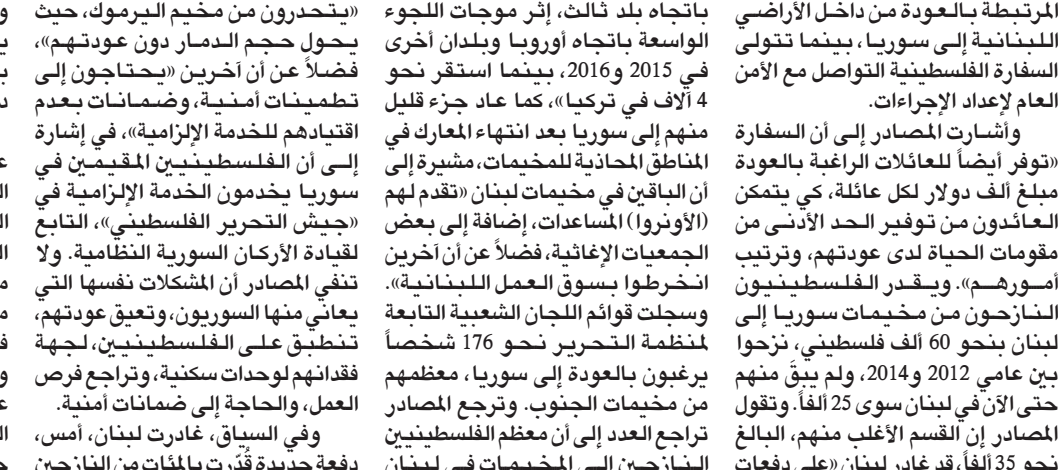 المرتبطة بالعودة من داخل الأراضي
اللبنانية إلى سوريا، بينما تتولى
السفارة الفلسطينية التواصل مع الأمن
العام لإعداد الإجراءات.
وأشارت المصادر إلى أن السفارة
«توفر أيضاً للعائلات الراغبة بالعودة
مبلغ ألف دولار لكل عائلة، كي يتمكن
العائدون من توفير الحد الأدنى من
مقومات الحياة لدى عودتهم، وترتيب
أمورهم». ويقدر الفلسطينيون
النازحون من مخيمات سوريا إلى
لبنان بنحو 60 ألف فلسطيني، نزحوا
بين عامي 2012 و2014، ولم يبقَ منهم
حتى الآن في لبنان سوى 25 ألفاً. وتقول
المصادر إن القسم الأغلب منهم، البالغ
نحو 35 ألفاً، قد غادر لبنان «على دفعات
باتجاه بلد ثالث، إثر موجات اللجوء
الواسعة باتجاه أوروبا وبلدان أخرى
في 2015 و2016، بينما استقر نحو
4 آلاف في تركيا»، كما عاد جزء قليل
منهم إلى سوريا بعد انتهاء المعارك في
المناطق المحاذية للمخيمات، مشيرة إلى
أن الباقين في مخيمات لبنان «تقدم لهم
(الأونروا) المساعدات، إضافة إلى بعض
الجمعيات الإغاثية، فضلاً عن أن آخرين
انخرطوا بسوق العمل اللبنانية».
وسجلت قوائم اللجان الشعبية التابعة
لمنظمة التحرير نحو 176 شخصاً
يرغبون بالعودة إلى سوريا، معظمهم
من مخيمات الجنوب. وترجع المصادر
تراجع العدد إلى أن معظم الفلسطينيين
النازحين إلى المخيمات في لبنان
«يتحدرون من مخيم اليرموك، حيث
يحول حجم الدمار دون عودتهم»،
فضلاً عن أن آخرين «يحتاجون إلى
تطمينات أمنية، وضمانات بعدم
اقتيادهم للخدمة الإلزامية»، في إشارة
إلى أن الفلسطينيين المقيمين في
سوريا يخدمون الخدمة الإلزامية في
«جيش التحرير الفلسطيني»، التابع
لقيادة الأركان السورية النظامية. ولا
تنفي المصادر أن المشكلات نفسها التي
يعاني منها السوريون، وتعيق عودتهم،
تنطبق على الفلسطينيين، لجهة
فقدانهم لوحدات سكنية، وتراجع فرص
العمل، والحاجة إلى ضمانات أمنية.
وفي السياق، غادرت لبنان، أمس،
دفعة جديدة قُدّرت بالمئات من النازحين